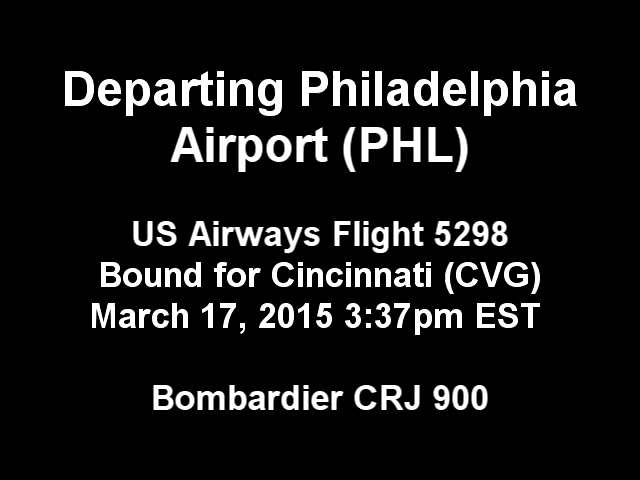 Departing Philadelphia
Airport (PHL)
US Airways Flight 5298
Bound for Cincinnati (CVG)
March 17, 2015 3:37pm EST
Bombardier CRJ 900